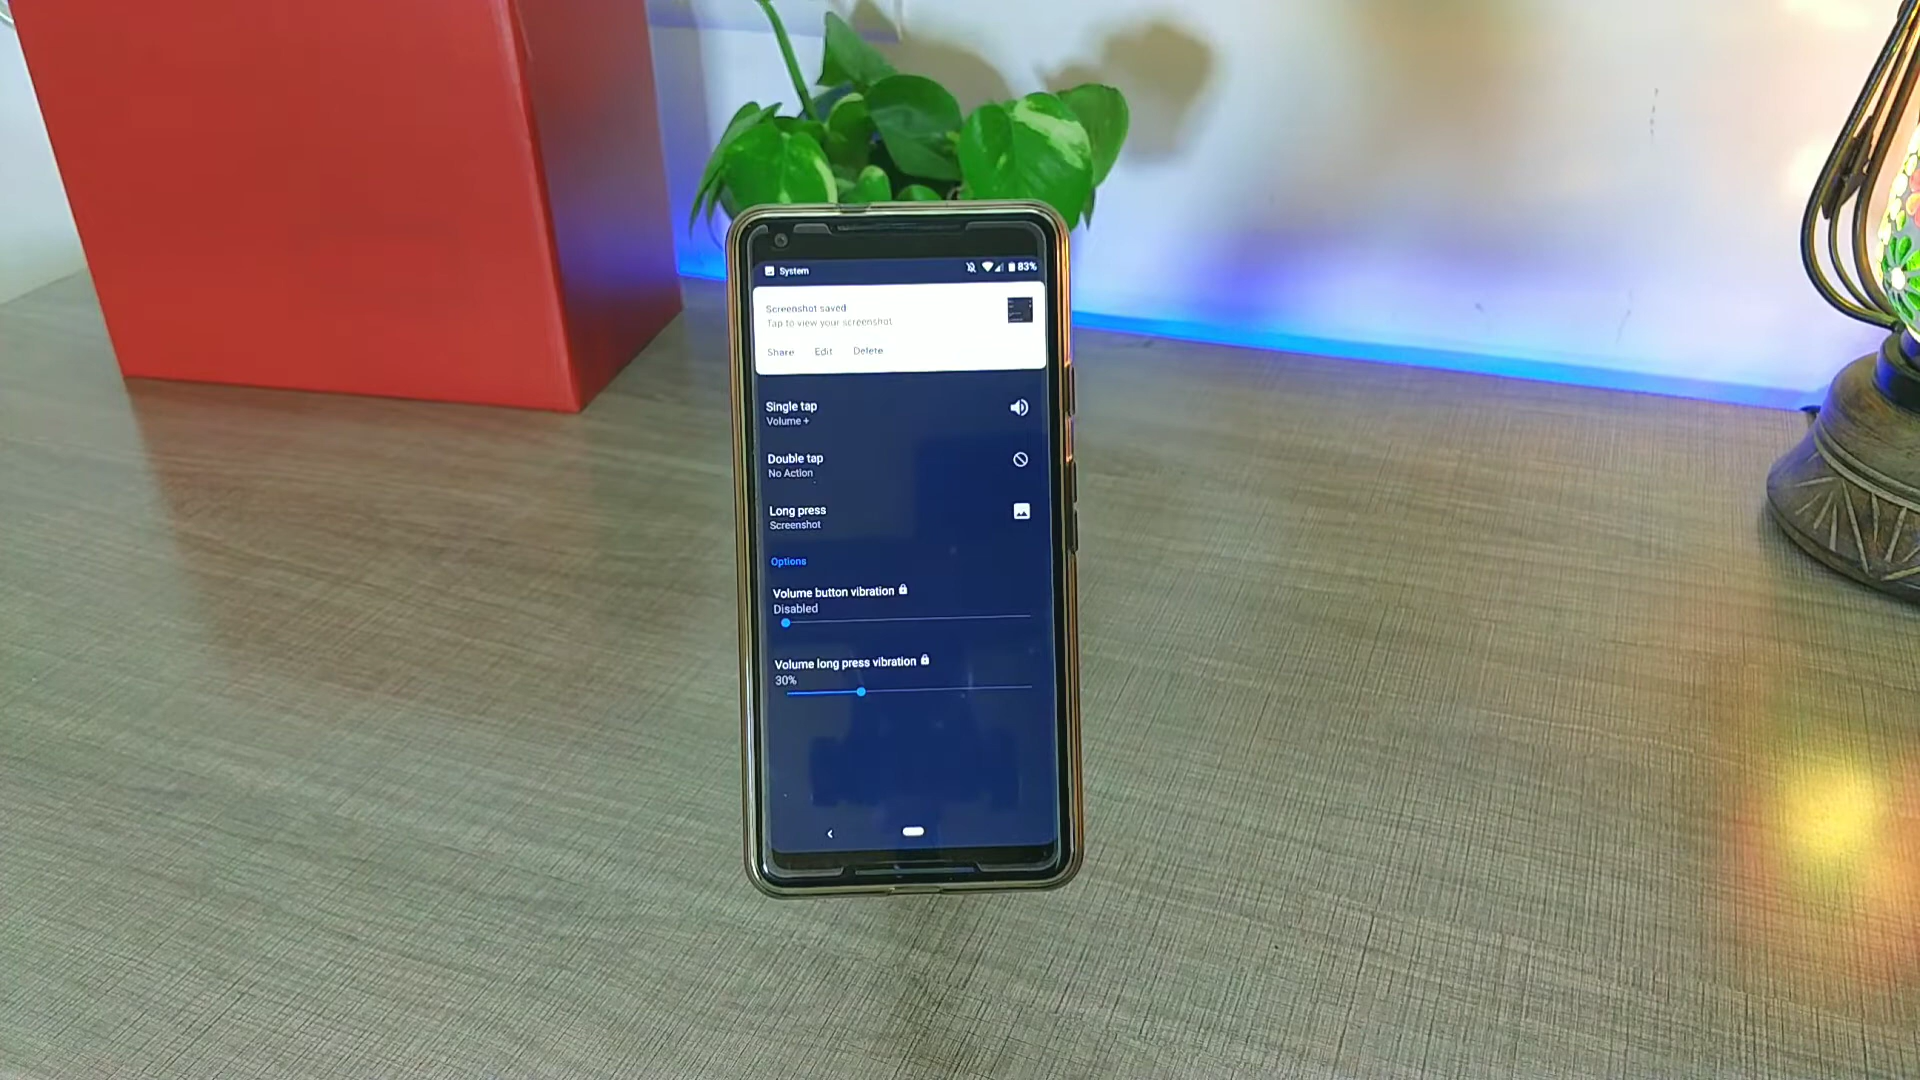 System 83%
Screenshot saved
Tap to view your screenshot
Share Edit Delete
Single tap
Volume +
Double tap
No Action
Long press
Screenshot
Options
Volume button vibration
Disabled
Volume long press vibration
30%